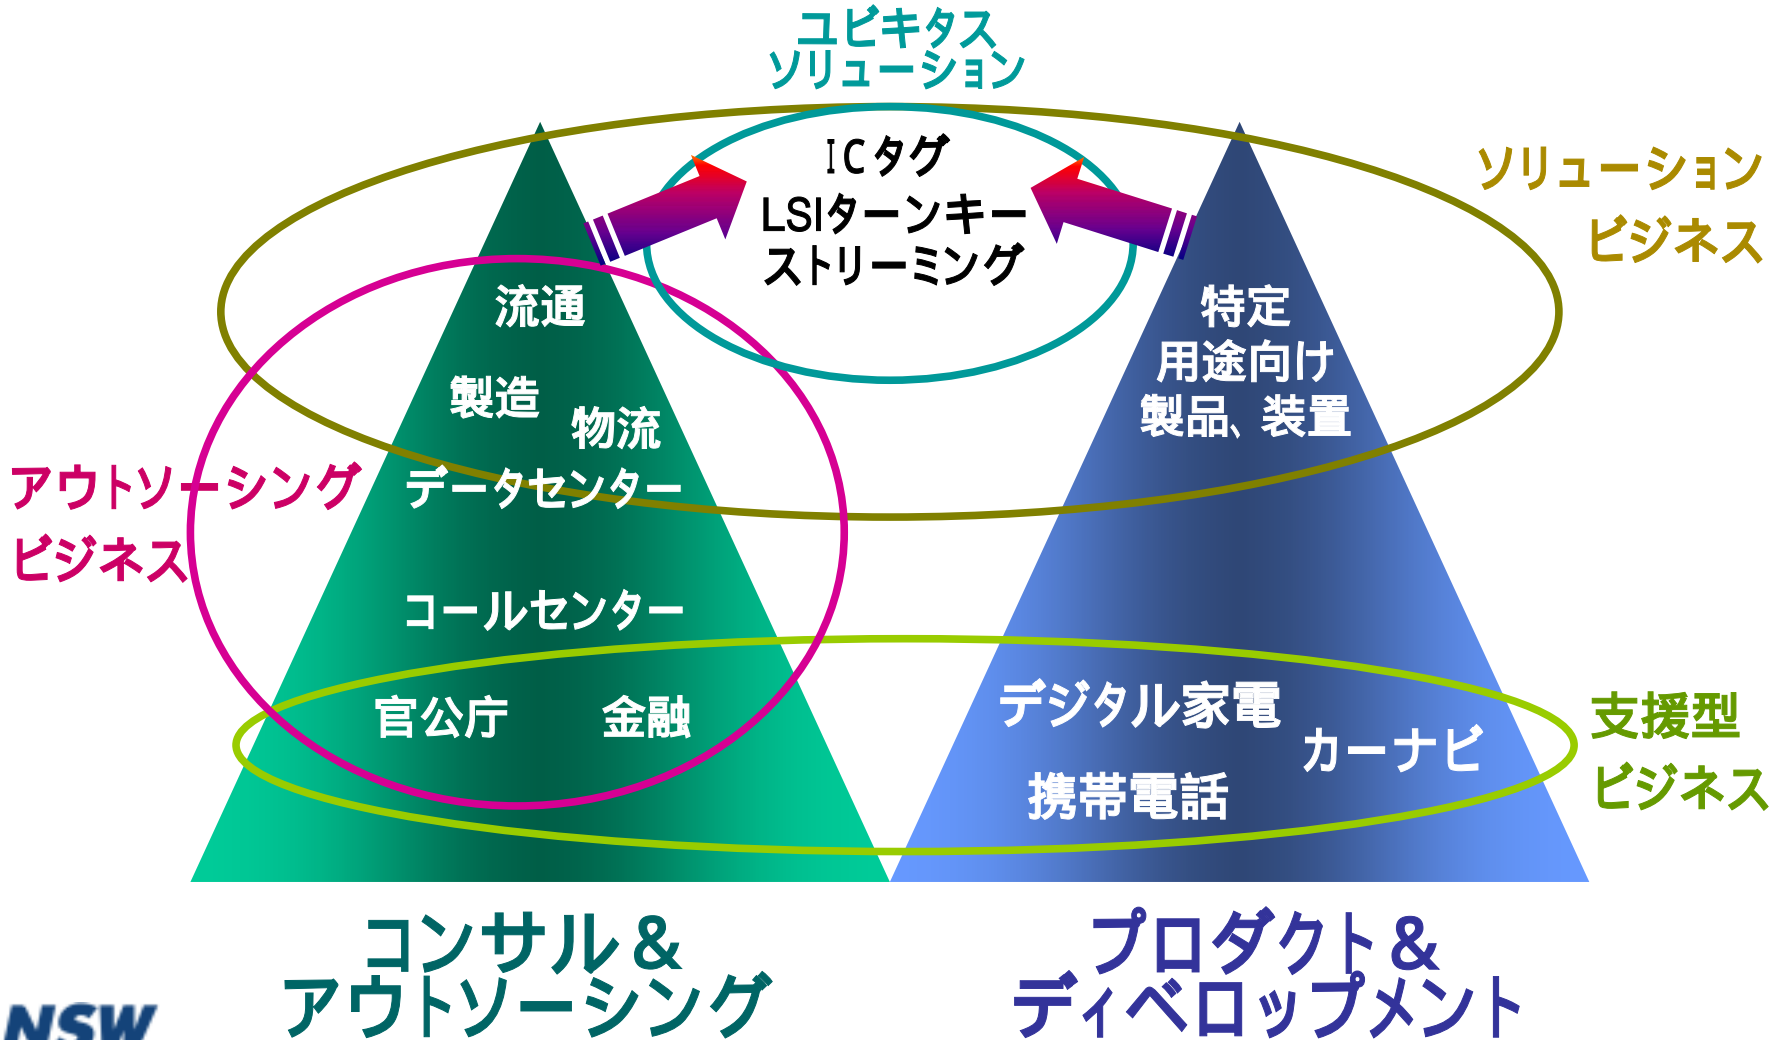 ユビキタス
ソリューション
ICタグ
LSIターンキー
ストリーミング
ソリューション
ビジネス
流通
製造
物流
データセンター
コールセンター
官公庁
金融
特定
用途向け
製品、装置
アウトソーシング
ビジネス
デジタル家電
カーナビ
携帯電話
支援型
ビジネス
コンサル＆
アウトソーシング
プロダクト＆
ディベロップメント
NSW